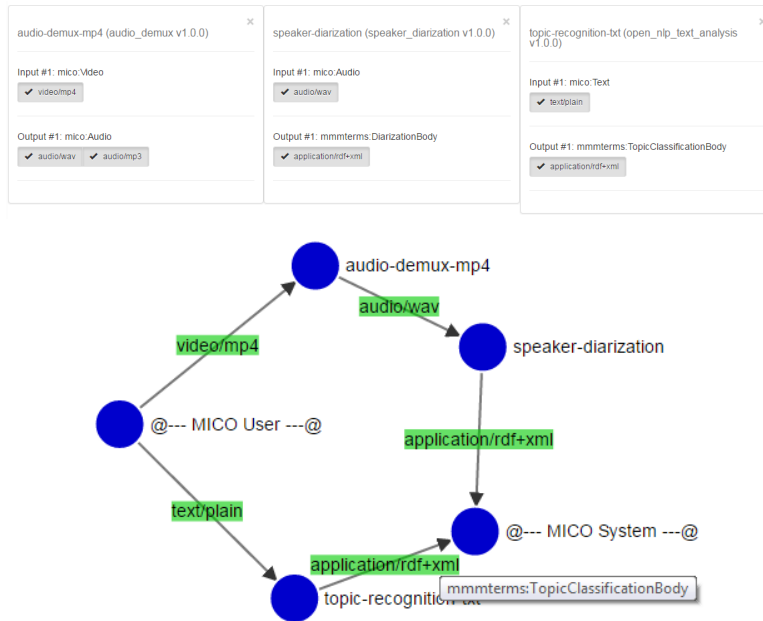 ×
audio-demux-mp4 (audio_demux v1.0.0)
Input #1: mico:Video
✔ video/mp4
Output #1: mico:Audio
✔ audio/wav ✔ audio/mp3
×
speaker-diarization (speaker_diarization v1.0.0)
Input #1: mico:Audio
✔ audio/wav
Output #1: mmmterms:DiarizationBody
✔ application/rdf+xml
×
topic-recognition-txt (open_nlp_text_analysis
v1.0.0)
Input #1: mico:Text
✔ text/plain
Output #1: mmmterms:TopicClassificationBody
✔ application/rdf+xml
audio-demux-mp4
audio/wav
video/mp4
speaker-diarization
@--- MICO User ---@
application/rdf+xml
text/plain
@--- MICO System ---@
application/rdf+xml
mmmterms:TopicClassificationBody
topic-recognition-txt